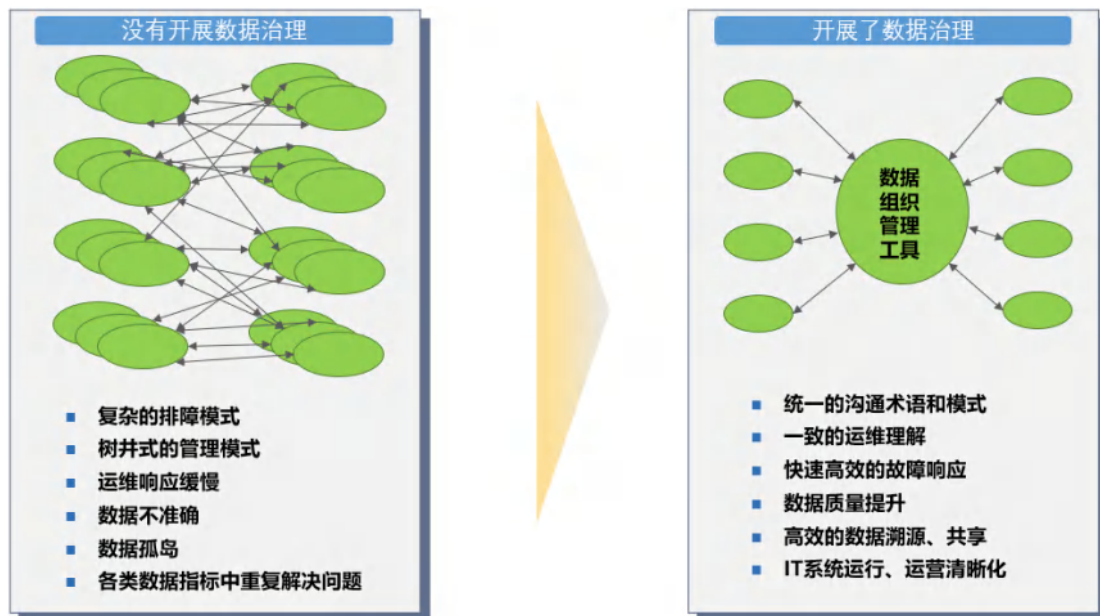 没有开展数据治理
复杂的排障模式
树井式的管理模式
运维响应缓慢
数据不准确
数据孤岛
各类数据指标中重复解决问题
开展了数据治理
数据
组织
管理
工具
统一的沟通术语和模式
一致的运维理解
快速高效的故障响应
数据质量提升
高效的数据溯源、共享
IT系统运行、运营清晰化